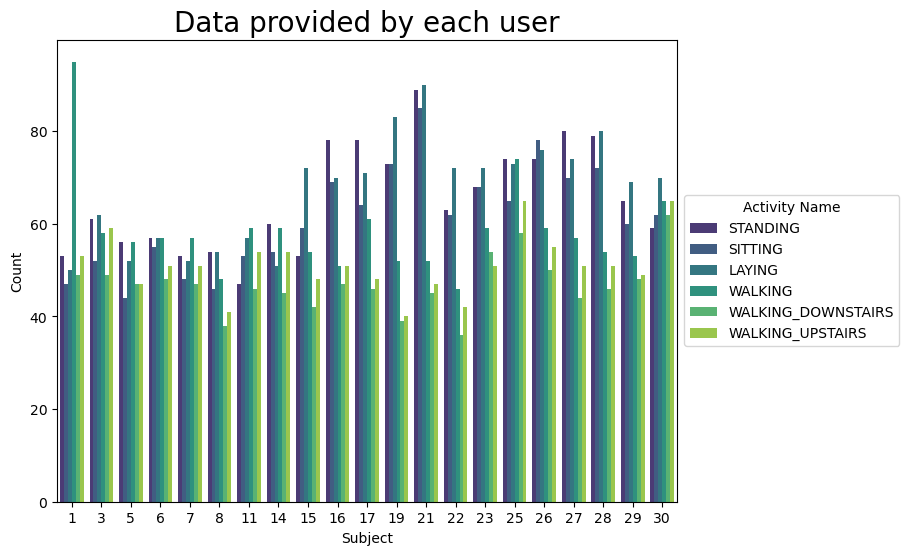 Data provided by each user
Count
80
60
40
20
0
1 3 5 6 7 8 11 14 15 16 17 19 21 22 23 25 26 27 28 29 30
Subject
Activity Name
STANDING
SITTING
LAYING
WALKING
WALKING_DOWNSTAIRS
WALKING_UPSTAIRS